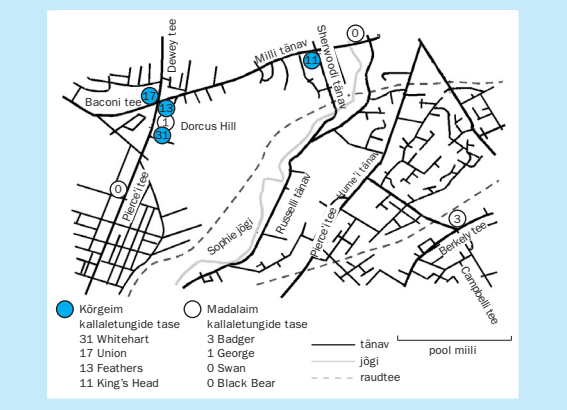 Dewey tee
Milli tänav
Sherwoodi tänav
0
11
17
Baconi tee
13
1
Dorcus Hill
31
0
Pierce'i tee
Hume'i tänav
Russelli tänav
Sophie jõgi
Pierce'i tee
3
Berkely tee
Campbelli tee
Kõrgeim
kallaletungide tase
31 Whitehart
17 Union
13 Feathers
11 King's Head
Madalaim
kallaletungide tase
3 Badger
1 George
0 Swan
0 Black Bear
tänav
jõgi
raudtee
pool miili